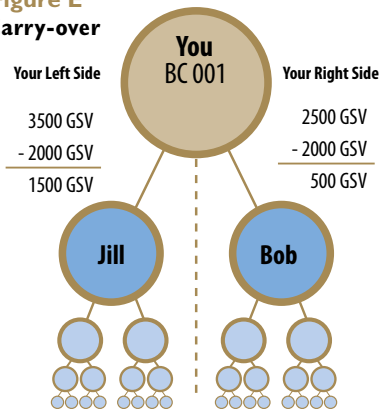 arry-over
You
BC 001
Your Left Side
3500 GSV
- 2000 GSV
1500 GSV
Your Right Side
2500 GSV
- 2000 GSV
500 GSV
Jill
Bob